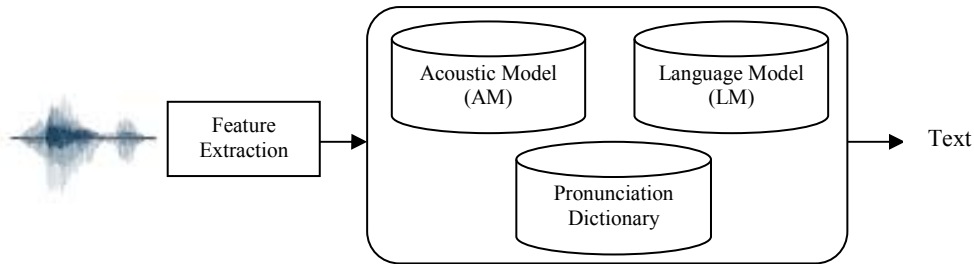 Acoustic Model
(AM)
Language Model
(LM)
Feature
Extraction
Text
Pronunciation
Dictionary